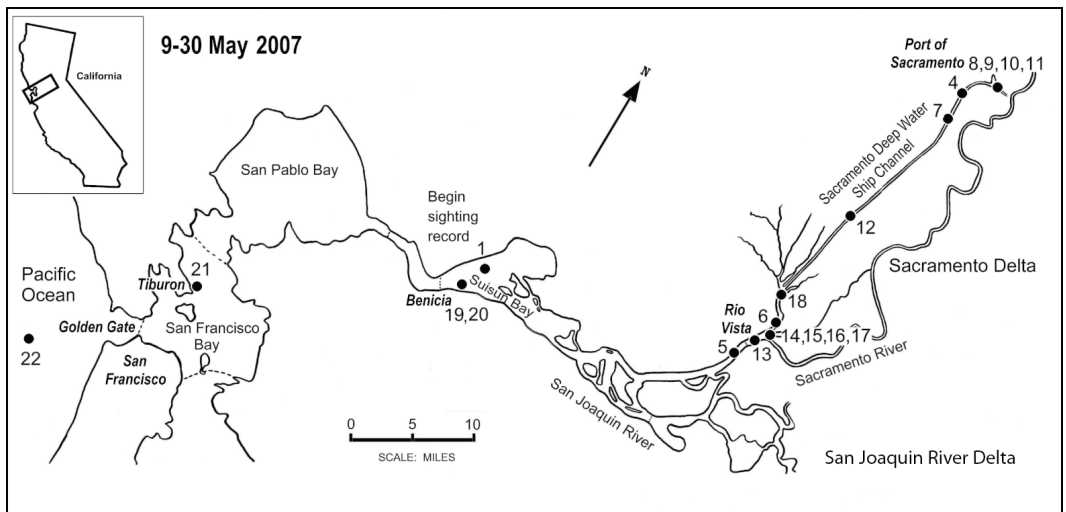 9-30 May 2007
California
N
Port of
Sacramento
8,9,10,11
4
7
Sacramento Deep Water
Ship Channel
12
San Pablo Bay
Begin
sighting
record
1
Suisun Bay
Benicia
19,20
Pacific
Ocean
22
21
Tiburon
Golden Gate
San Francisco
Bay
San
Francisco
Sacramento Delta
18
Rio
Vista
6
5
13
14,15,16,17
Sacramento River
San Joaquin River
0 5 10
SCALE: MILES
San Joaquin River Delta